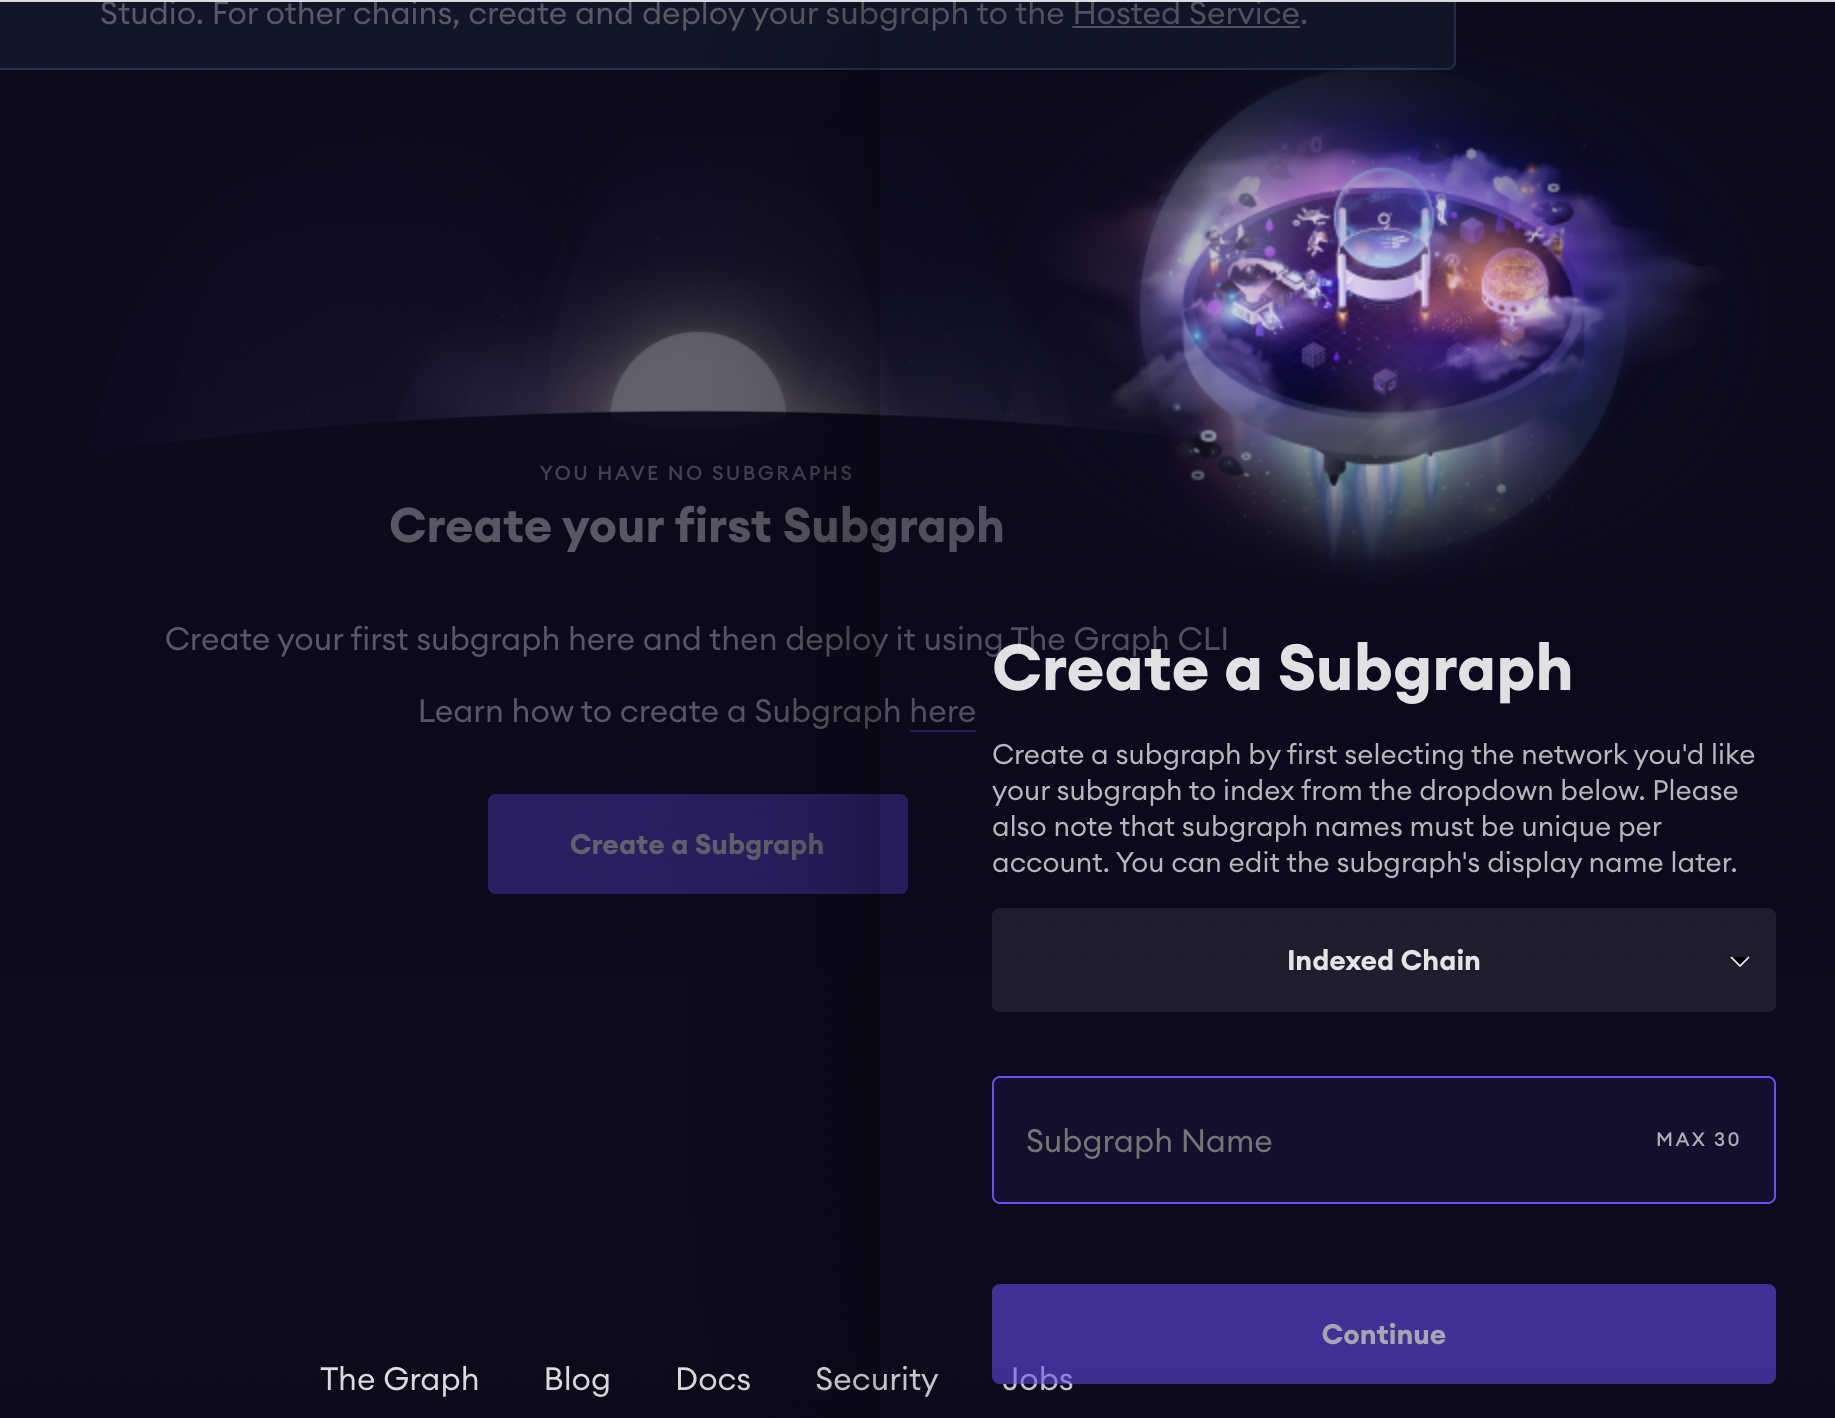 Studio. For other chains, create and deploy your subgraph to the Hosted Service.
YOU HAVE NO SUBGRAPHS
Create your first Subgraph
Create your first subgraph here and then deploy it using The Graph CLI
Learn how to create a Subgraph here
Create a Subgraph
Create a Subgraph
Create a subgraph by first selecting the network you'd like
your subgraph to index from the dropdown below. Please
also note that subgraph names must be unique per
account. You can edit the subgraph's display name later.
Indexed Chain
Subgraph Name
MAX 30
Continue
The Graph
Blog
Docs
Security
Jobs